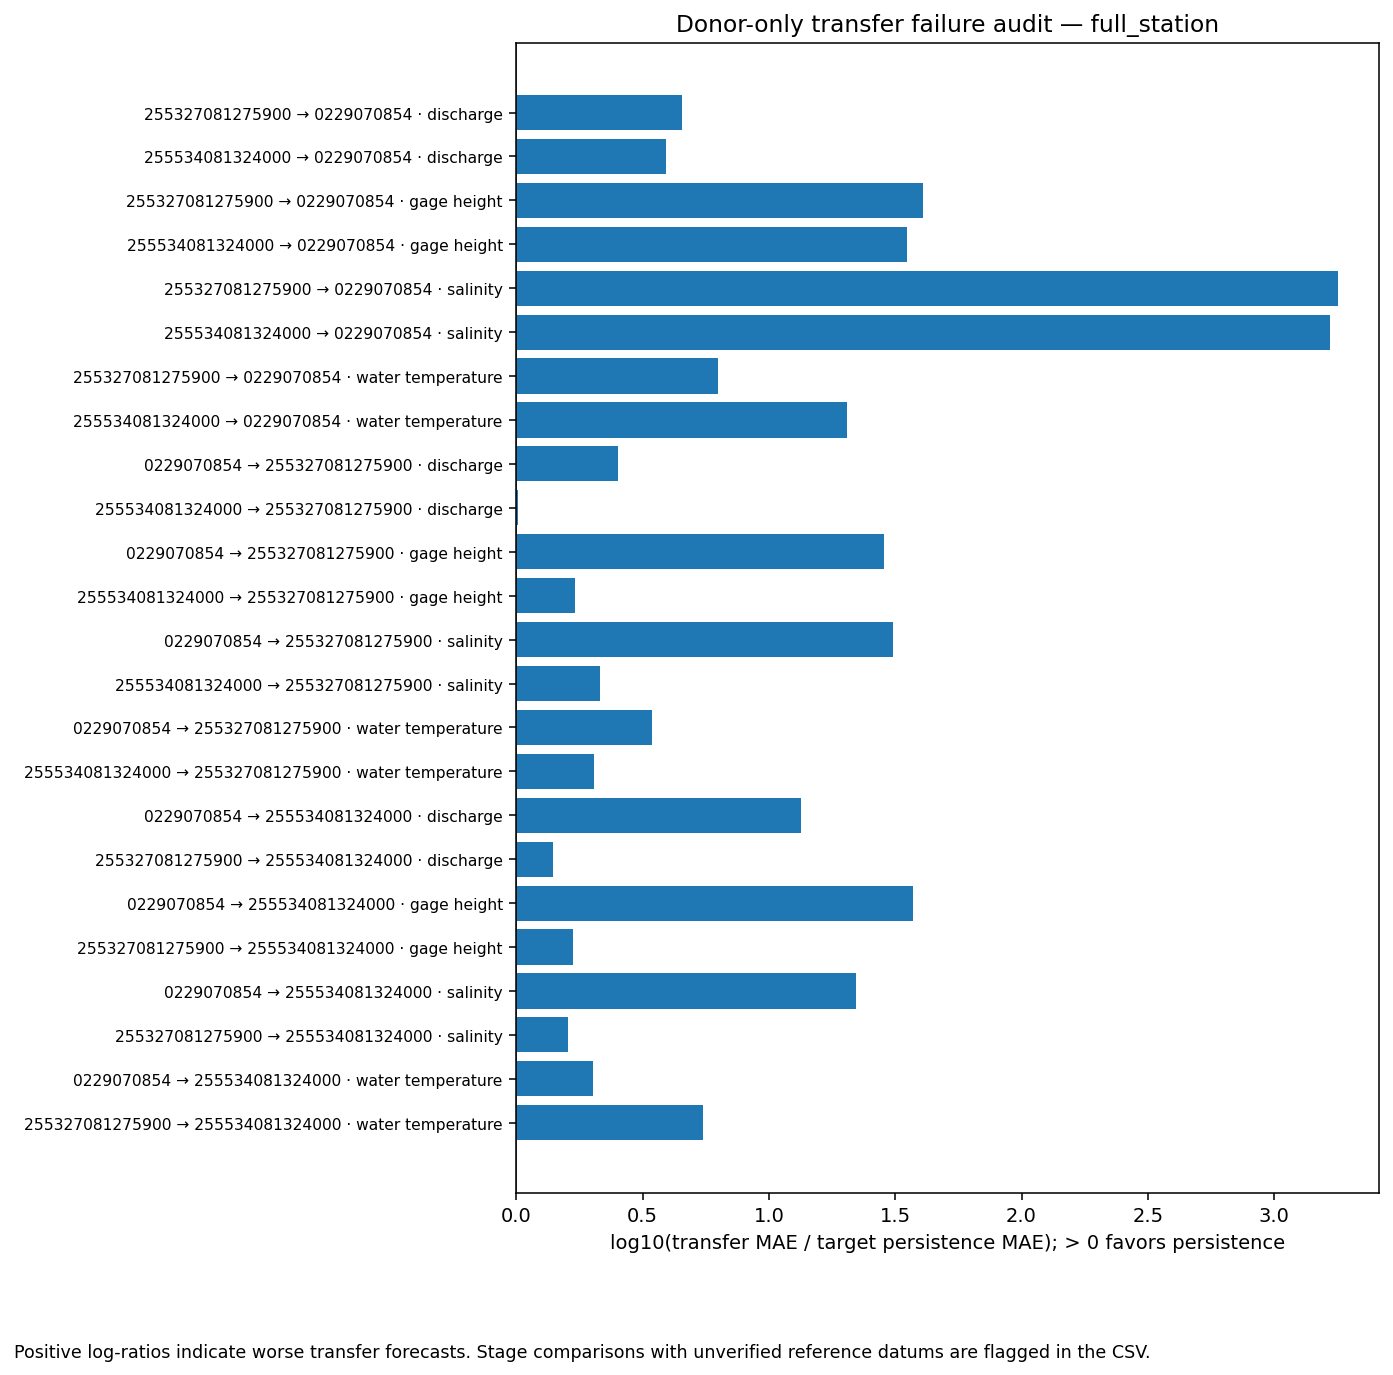 Donor-only transfer failure audit — full_station
255327081275900 → 0229070854 · discharge
255534081324000 → 0229070854 · discharge
255327081275900 → 0229070854 · gage height
255534081324000 → 0229070854 · gage height
255327081275900 → 0229070854 · salinity
255534081324000 → 0229070854 · salinity
255327081275900 → 0229070854 · water temperature
255534081324000 → 0229070854 · water temperature
0229070854 → 255327081275900 · discharge
255534081324000 → 255327081275900 · discharge
0229070854 → 255327081275900 · gage height
255534081324000 → 255327081275900 · gage height
0229070854 → 255327081275900 · salinity
255534081324000 → 255327081275900 · salinity
0229070854 → 255327081275900 · water temperature
255534081324000 → 255327081275900 · water temperature
0229070854 → 255534081324000 · discharge
255327081275900 → 255534081324000 · discharge
0229070854 → 255534081324000 · gage height
255327081275900 → 255534081324000 · gage height
0229070854 → 255534081324000 · salinity
255327081275900 → 255534081324000 · salinity
0229070854 → 255534081324000 · water temperature
255327081275900 → 255534081324000 · water temperature
0.0 0.5 1.0 1.5 2.0 2.5 3.0
log10(transfer MAE / target persistence MAE); > 0 favors persistence
Positive log-ratios indicate worse transfer forecasts. Stage comparisons with unverified reference datums are flagged in the CSV.